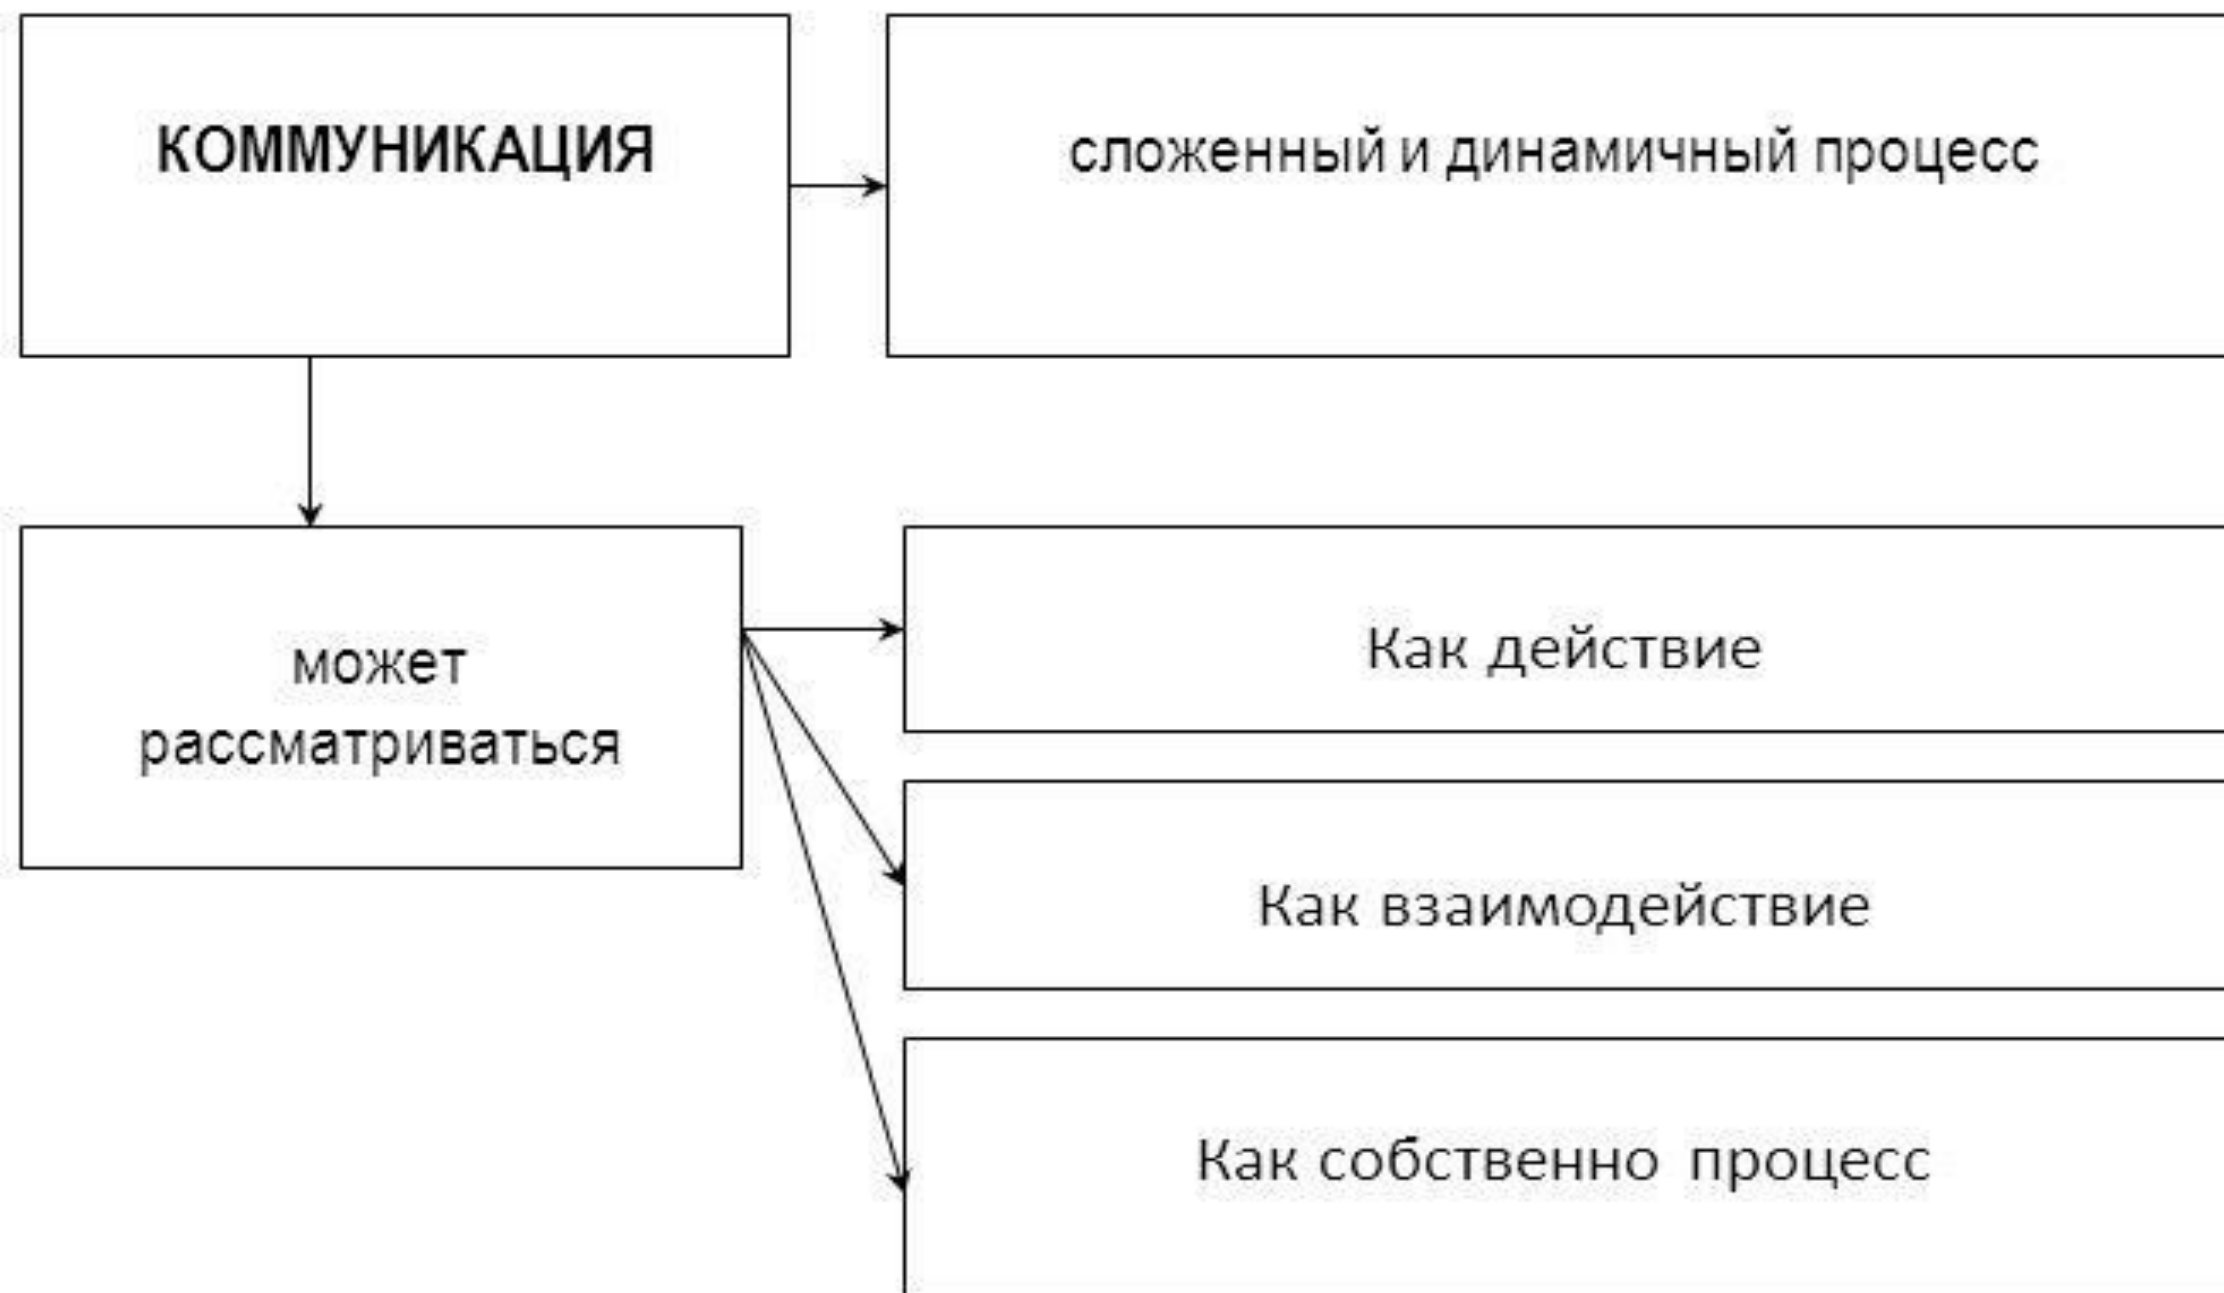 КОММУНИКАЦИЯ
сложенный и динамичный процесс
может
рассматриваться
Как действие
Как взаимодействие
Как собственно процесс